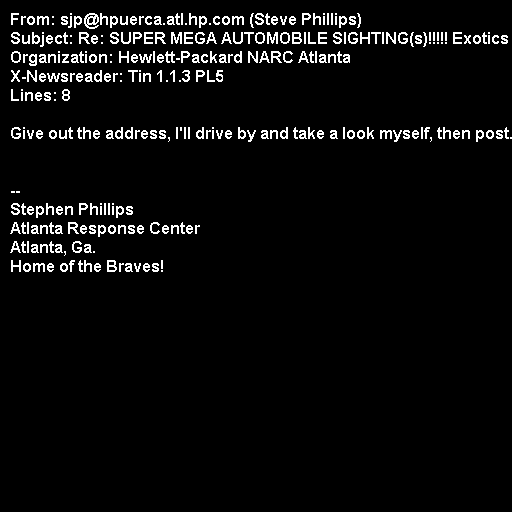 From: sjp@hpuerca.atl.hp.com (Steve Phillips)
Subject: Re: SUPER MEGA AUTOMOBILE SIGHTING(s)!!!!! Exotics
Organization: Hewlett-Packard NARC Atlanta
X-Newsreader: Tin 1.1.3 PL5
Lines: 8

Give out the address, I'll drive by and take a look myself, then post.

--
Stephen Phillips
Atlanta Response Center
Atlanta, Ga.
Home of the Braves!